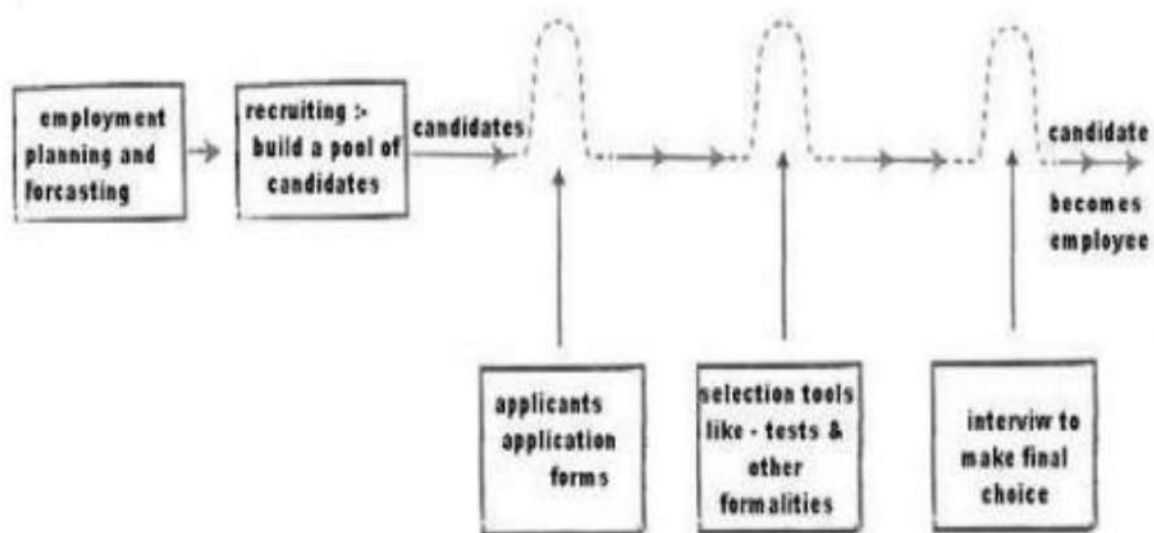 employment
planning and
forcasting
recruiting :-
build a pool of
candidates
candidates
candidate
becomes
employee
applicants
application
forms
selection tools
like - tests &
other
formalities
interviw to
make final
choice